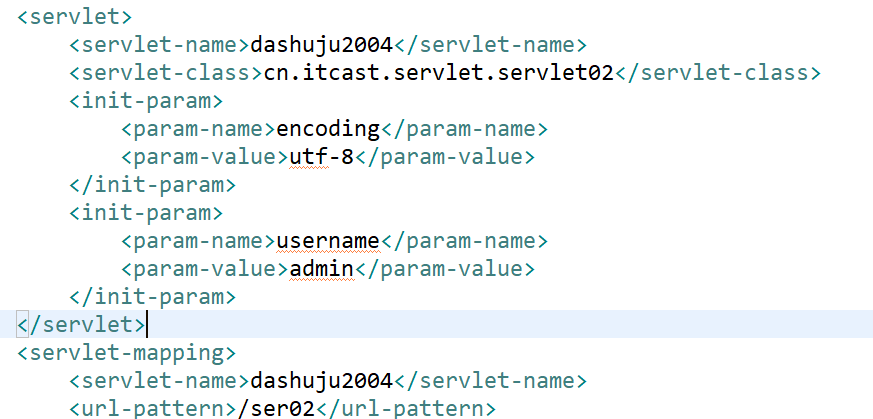 <servlet>
<servlet-name>dashuju2004</servlet-name>
<servlet-class>cn.itcast.servlet.servlet02</servlet-class>
<init-param>
<param-name>encoding</param-name>
<param-value>utf-8</param-value>
</init-param>
<init-param>
<param-name>username</param-name>
<param-value>admin</param-value>
</init-param>
</servlet>
<servlet-mapping>
<servlet-name>dashuju2004</servlet-name>
<url-pattern>/ser02</url-pattern>